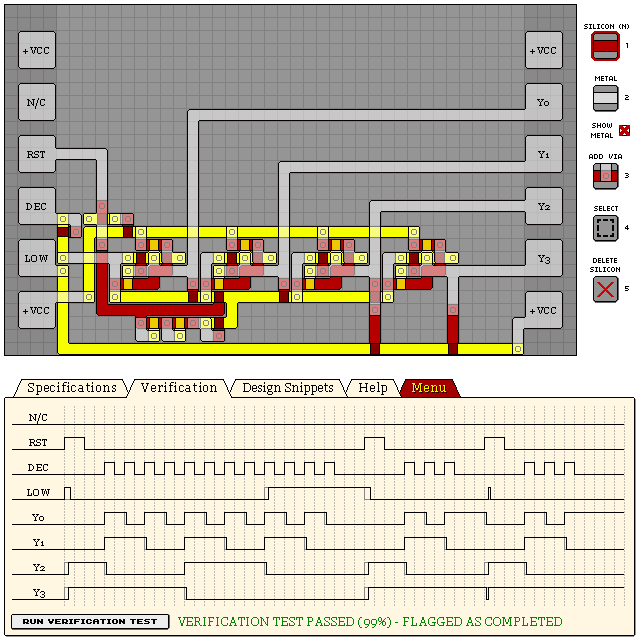 SILICON (N)
1
+VCC
+VCC
METAL
2
N/C
Y0
SHOW METAL
RST
Y1
ADD VIA
3
DEC
Y2
SELECT
4
LOW
Y3
DELETE SILICON
5
+VCC
+VCC
Specifications Verification Design Snippets Help Menu
N/C
RST
DEC
LOW
Y0
Y1
Y2
Y3
RUN VERIFICATION TEST VERIFICATION TEST PASSED (99%) - FLAGGED AS COMPLETED